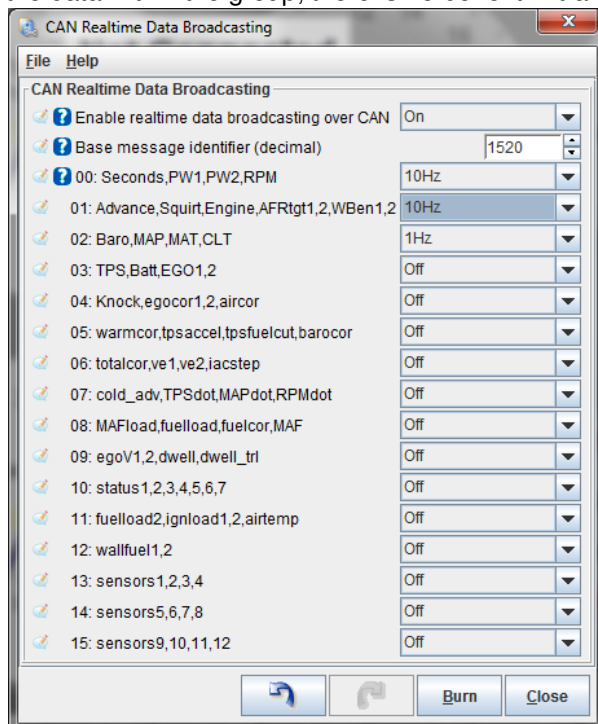 CAN Realtime Data Broadcasting
File Help
CAN Realtime Data Broadcasting
Enable realtime data broadcasting over CAN On
Base message identifier (decimal) 1520
00: Seconds,PW1,PW2,RPM 10Hz
01: Advance,Squirt,Engine,AFRtgt1,2,WBen1,2 10Hz
02: Baro,MAP,MAT,CLT 1Hz
03: TPS,Batt,EGO1,2 Off
04: Knock,egocor1,2,aircor Off
05: warmcor,tpsaccel,tpsfuelcut,barocor Off
06: totalcor,ve1,ve2,iacstep Off
07: cold_adv,TPSdot,MAPdot,RPMdot Off
08: MAFload,fuelload,fuelcor,MAF Off
09: egoV1,2,dwell,dwell_trl Off
10: status1,2,3,4,5,6,7 Off
11: fuelload2,ignload1,2,airtemp Off
12: wallfuel1,2 Off
13: sensors1,2,3,4 Off
14: sensors5,6,7,8 Off
15: sensors9,10,11,12 Off
Burn Close